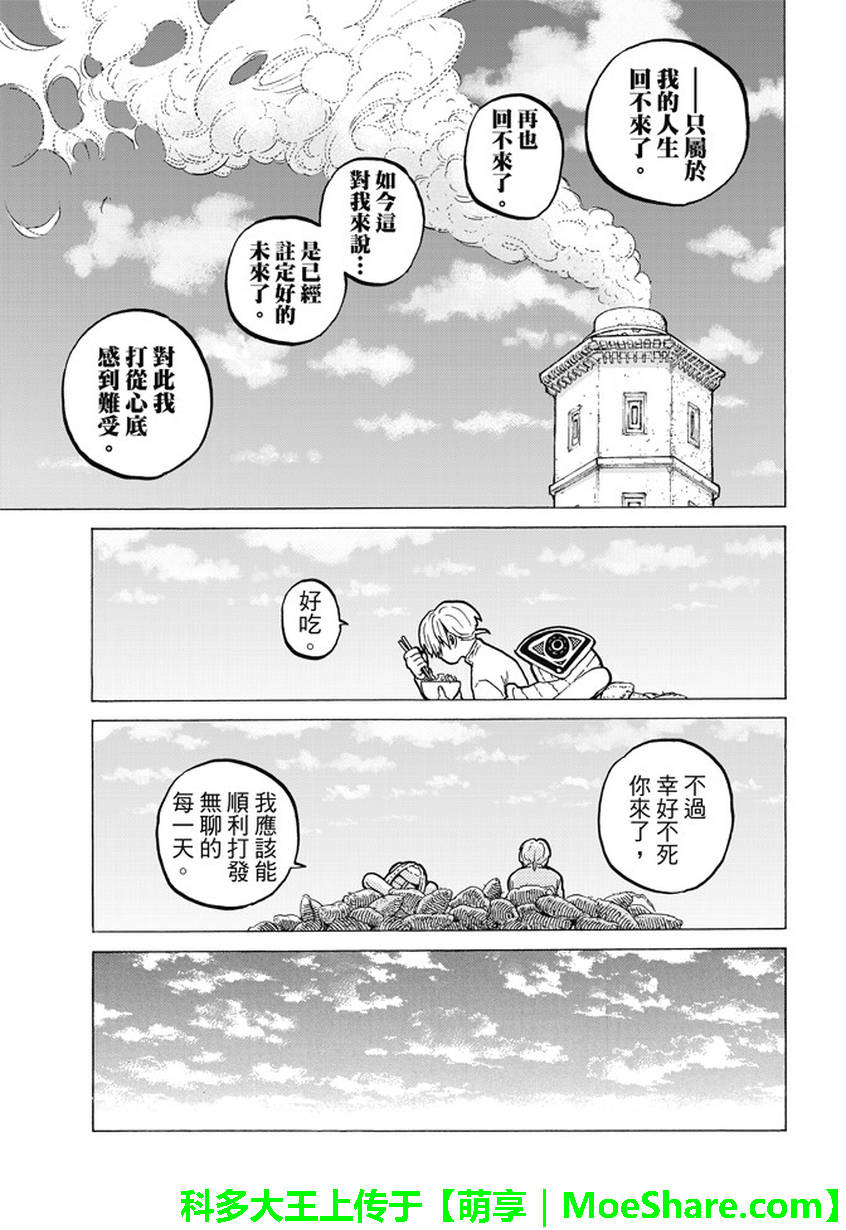 ——只屬於
我的人生
回不來了。
再也
回不來了。
如今這
對我來說…
是已經
註定好的
未來了。
對此我
打從心底
感到難受。
好吃。
不過
幸好不死
你來了，
我應該能
順利打發
無聊的
每一天。
科多大王上传于【萌享｜MoeShare.com】